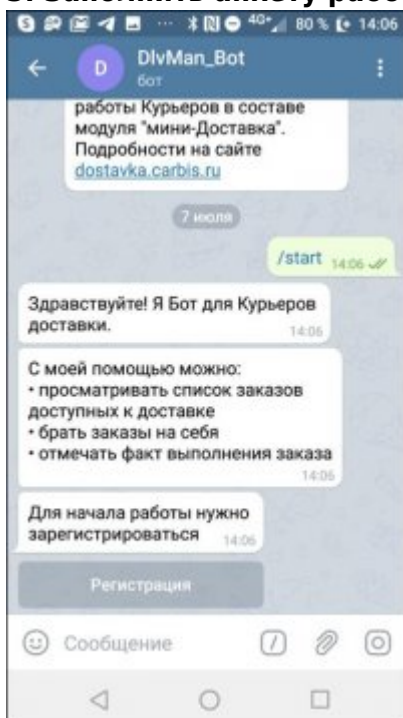 40+ 80 % 14:06
D
DlvMan_Bot
бот
работы Курьеров в составе
модуля "мини-Доставка".
Подробности на сайте
dostavka.carbis.ru
7 июля
/start 14:06
Здравствуйте! Я Бот для Курьеров
доставки.
14:06
С моей помощью можно:
• просматривать список заказов
доступных к доставке
• брать заказы на себя
• отмечать факт выполнения заказа
14:06
Для начала работы нужно
зарегистрироваться 14:06
Регистрация
Сообщение